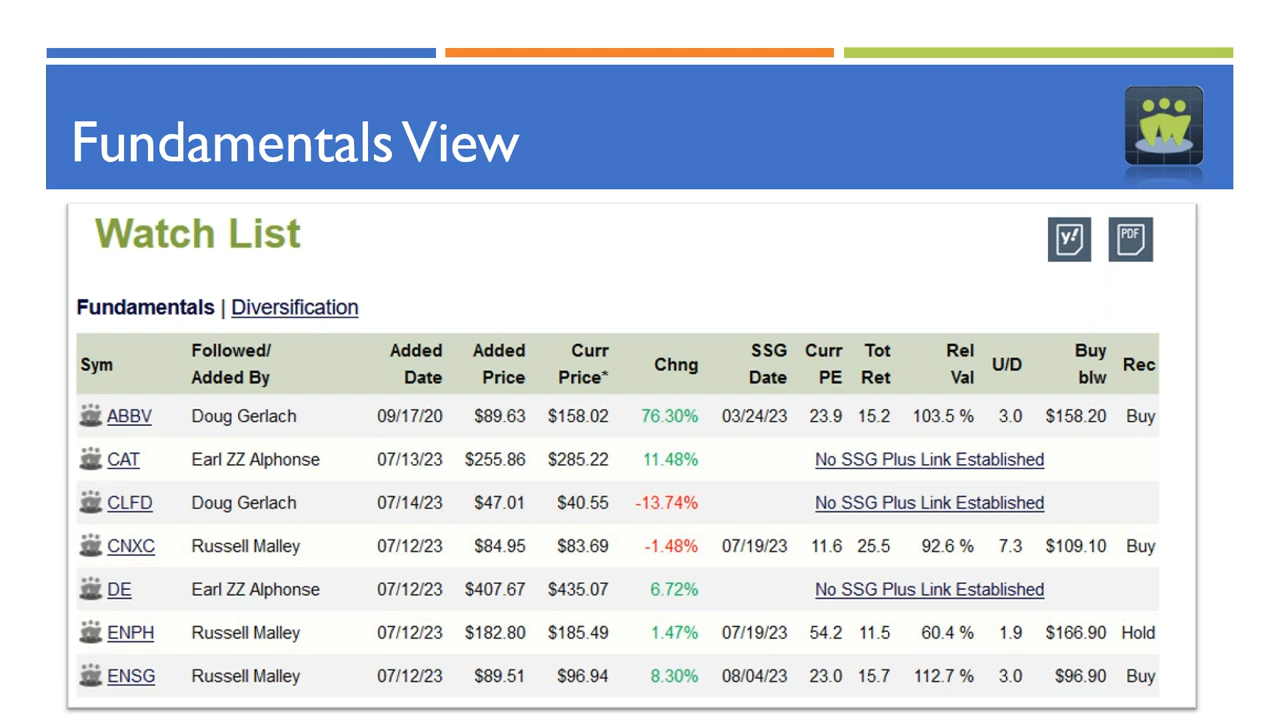 Fundamentals View
Watch List
y!
PDF
Fundamentals | Diversification
Sym Followed/ Added By Added Date Added Price Curr Price* Chng SSG Date Curr PE Tot Ret Rel Val U/D Buy blw Rec
ABBV Doug Gerlach 09/17/20 $89.63 $158.02 76.30% 03/24/23 23.9 15.2 103.5 % 3.0 $158.20 Buy
CAT Earl ZZ Alphonse 07/13/23 $255.86 $285.22 11.48% No SSG Plus Link Established
CLFD Doug Gerlach 07/14/23 $47.01 $40.55 -13.74% No SSG Plus Link Established
CNXC Russell Malley 07/12/23 $84.95 $83.69 -1.48% 07/19/23 11.6 25.5 92.6 % 7.3 $109.10 Buy
DE Earl ZZ Alphonse 07/12/23 $407.67 $435.07 6.72% No SSG Plus Link Established
ENPH Russell Malley 07/12/23 $182.80 $185.49 1.47% 07/19/23 54.2 11.5 60.4 % 1.9 $166.90 Hold
ENSG Russell Malley 07/12/23 $89.51 $96.94 8.30% 08/04/23 23.0 15.7 112.7 % 3.0 $96.90 Buy